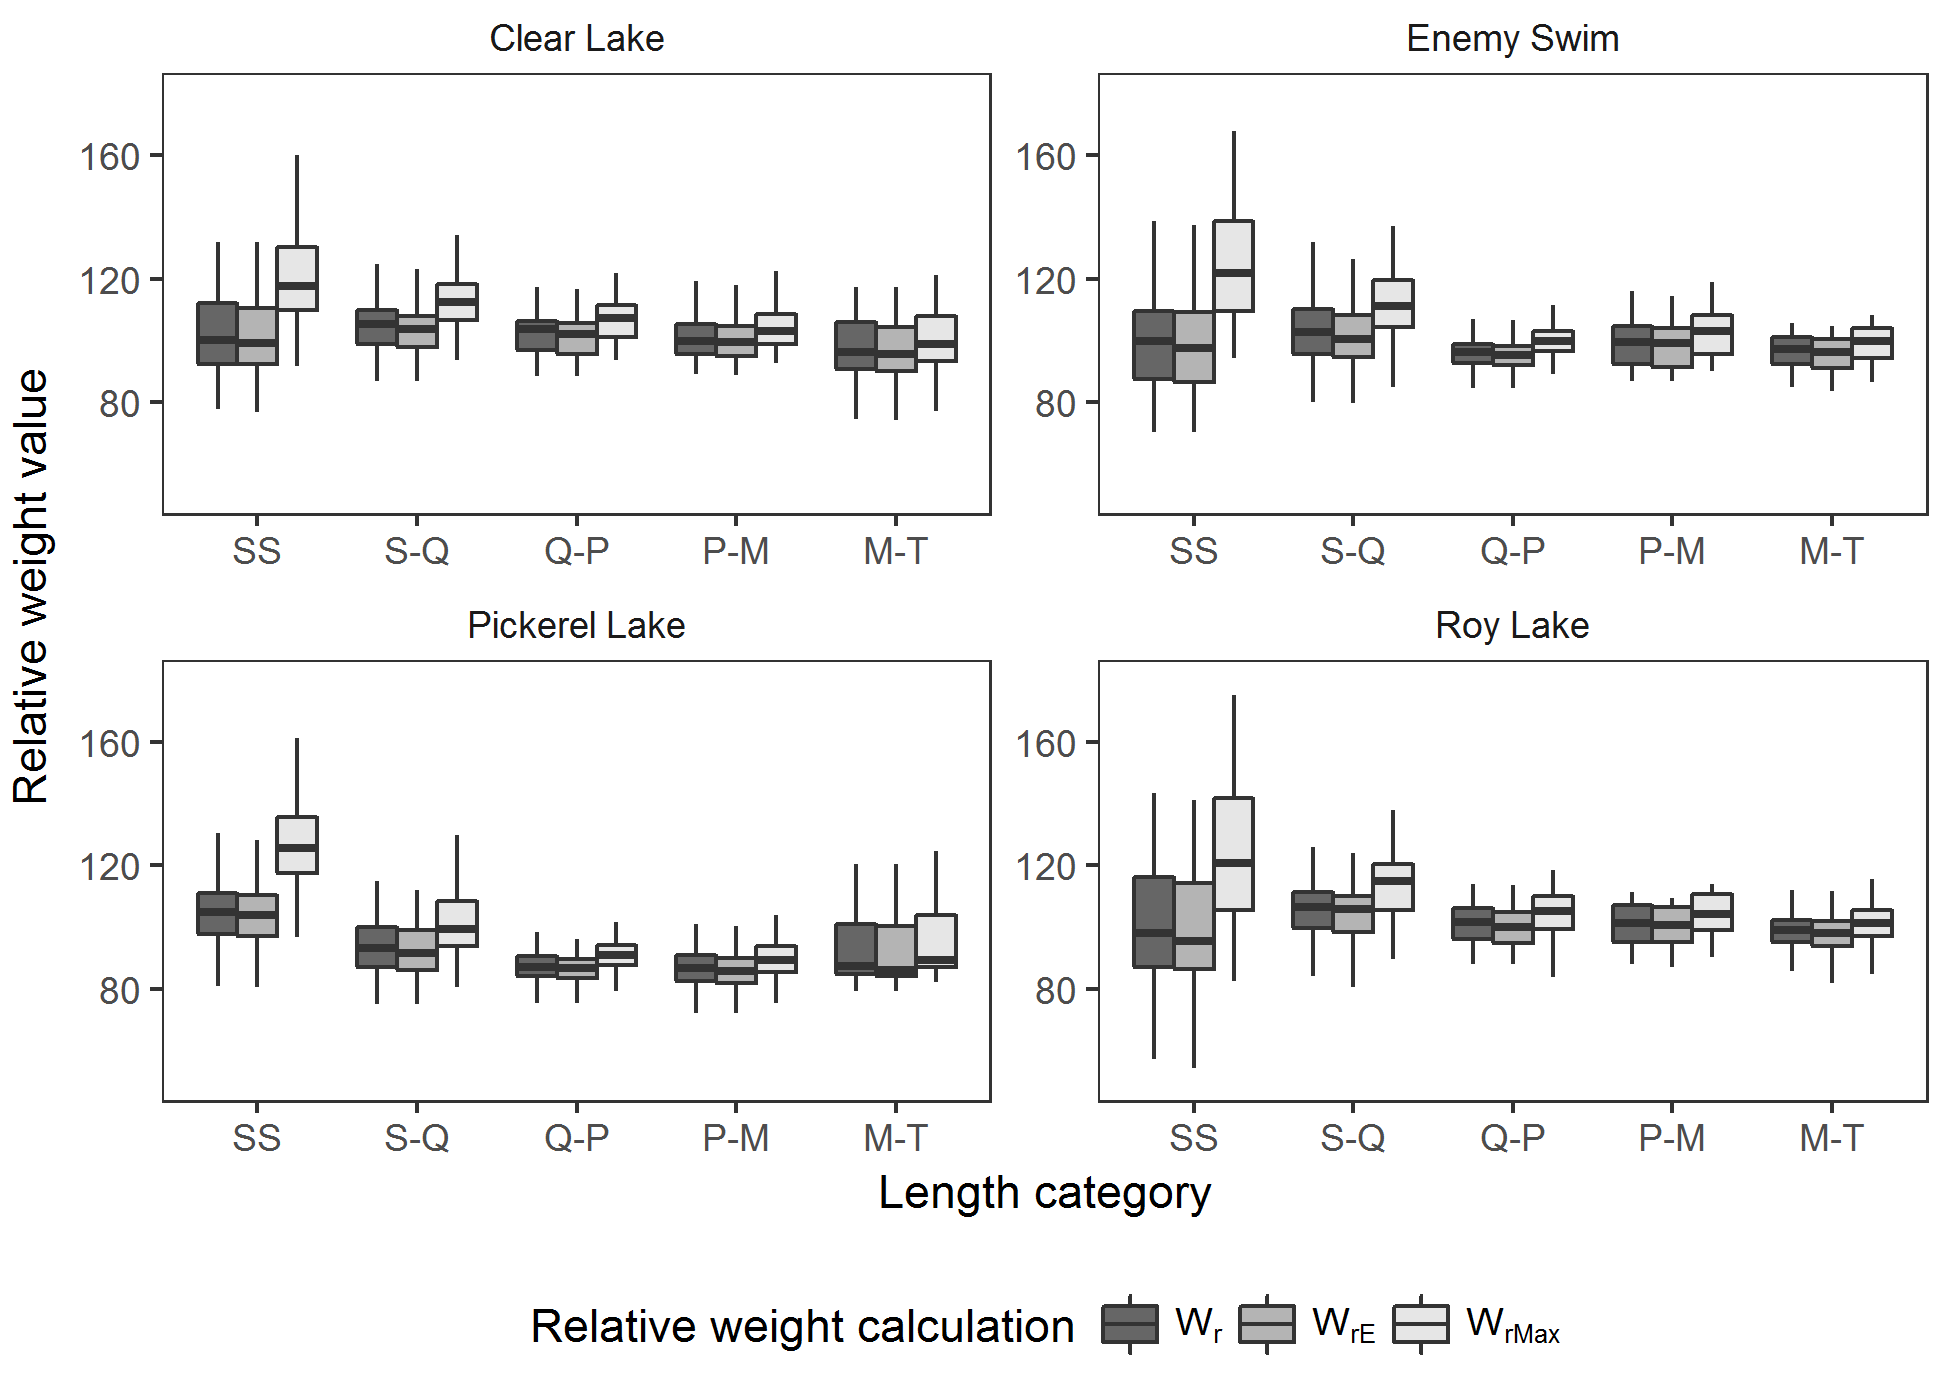 Clear Lake
Enemy Swim
160
120
80
160
120
80
SS S-Q Q-P P-M M-T
SS S-Q Q-P P-M M-T
Relative weight value
Pickerel Lake
Roy Lake
160
120
80
160
120
80
SS S-Q Q-P P-M M-T
SS S-Q Q-P P-M M-T
Length category
Relative weight calculation Wr WrE WrMax